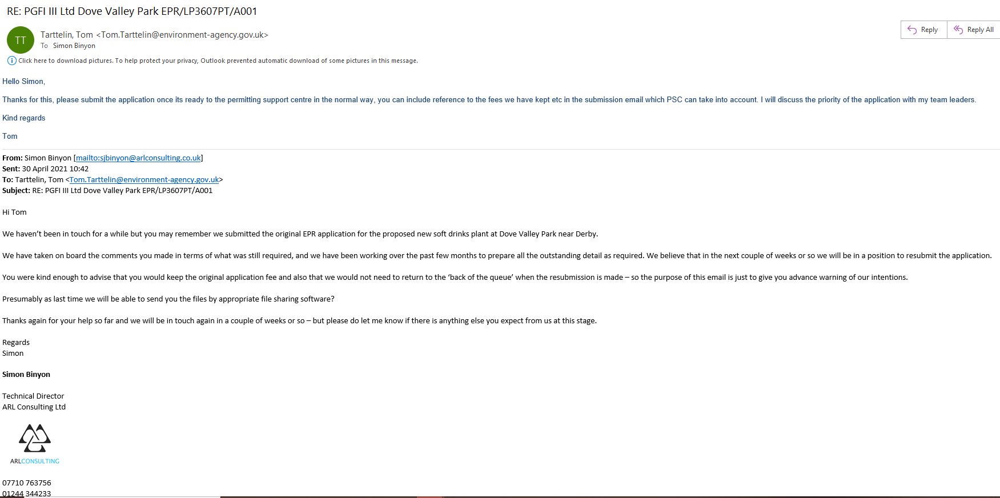 RE: PGFI III Ltd Dove Valley Park EPR/LP3607PT/A001
TT
Tarttelin, Tom <Tom.Tarttelin@environment-agency.gov.uk>
To Simon Binyon
Reply
Reply All
Click here to download pictures. To help protect your privacy, Outlook prevented automatic download of some pictures in this message.
Hello Simon,
Thanks for this, please submit the application once its ready to the permitting support centre in the normal way, you can include reference to the fees we have kept etc in the submission email which PSC can take into account. I will discuss the priority of the application with my team leaders.
Kind regards
Tom
From: Simon Binyon [mailto:sjbinyon@arlconsulting.co.uk]
Sent: 30 April 2021 10:42
To: Tarttelin, Tom <Tom.Tarttelin@environment-agency.gov.uk>
Subject: RE: PGFI III Ltd Dove Valley Park EPR/LP3607PT/A001
Hi Tom
We haven’t been in touch for a while but you may remember we submitted the original EPR application for the proposed new soft drinks plant at Dove Valley Park near Derby.
We have taken on board the comments you made in terms of what was still required, and we have been working over the past few months to prepare all the outstanding detail as required. We believe that in the next couple of weeks or so we will be in a position to resubmit the application.
You were kind enough to advise that you would keep the original application fee and also that we would not need to return to the ‘back of the queue’ when the resubmission is made – so the purpose of this email is just to give you advance warning of our intentions.
Presumably as last time we will be able to send you the files by appropriate file sharing software?
Thanks again for your help so far and we will be in touch again in a couple of weeks or so – but please do let me know if there is anything else you expect from us at this stage.
Regards
Simon
Simon Binyon
Technical Director
ARL Consulting Ltd
ARLCONSULTING
07710 763756
01244 344233